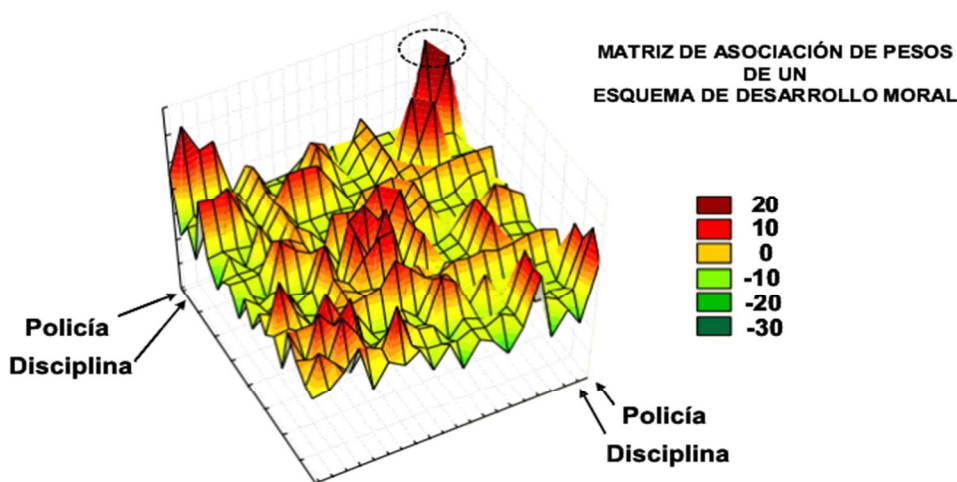 MATRIZ DE ASOCIACIÓN DE PESOS
DE UN
ESQUEMA DE DESARROLLO MORAL
20
10
0
-10
-20
-30
Policía
Disciplina
Policía
Disciplina